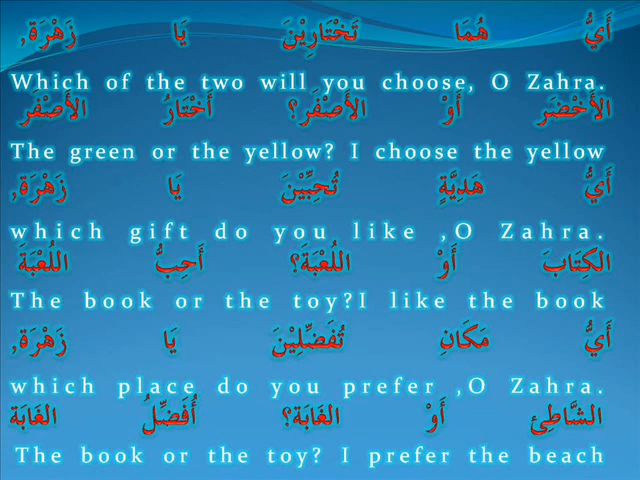 أَيُّ هُمَا تَخْتَارِيْنَ يَا زَهْرَة,
Which of the two will you choose, O Zahra.
الأَخْضَر أَوْ الأَصْفَر؟ أَخْتَارُ الأَصْفَر
The green or the yellow? I choose the yellow
أَيُّ هَدِيَّةٍ تُحِبِّيْنَ يَا زَهْرَة,
which gift do you like ,O Zahra.
الكِتَابَ أَوْ اللُعْبَةَ؟ أَحِبُّ اللُعْبَةَ
The book or the toy?I like the book
أَيُّ مَكَانِ تُفَضِّلِيْنَ يَا زَهْرَة,
which place do you prefer ,O Zahra.
الشَّاطِئِ أَوْ الغَابَة؟ أُفَضِّلُ الغَابَة
The book or the toy? I prefer the beach